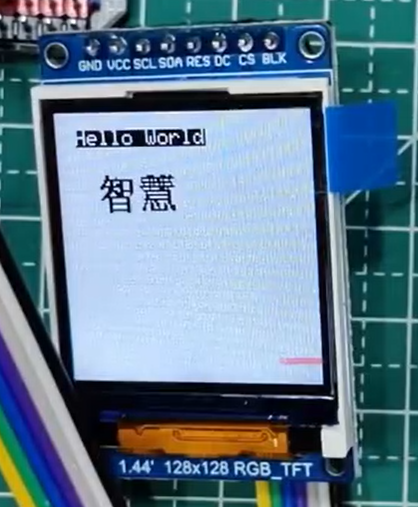 GND VCC SCL SDA RES DC CS BLK
Hello World
智慧
1.44' 128x128 RGB_TFT